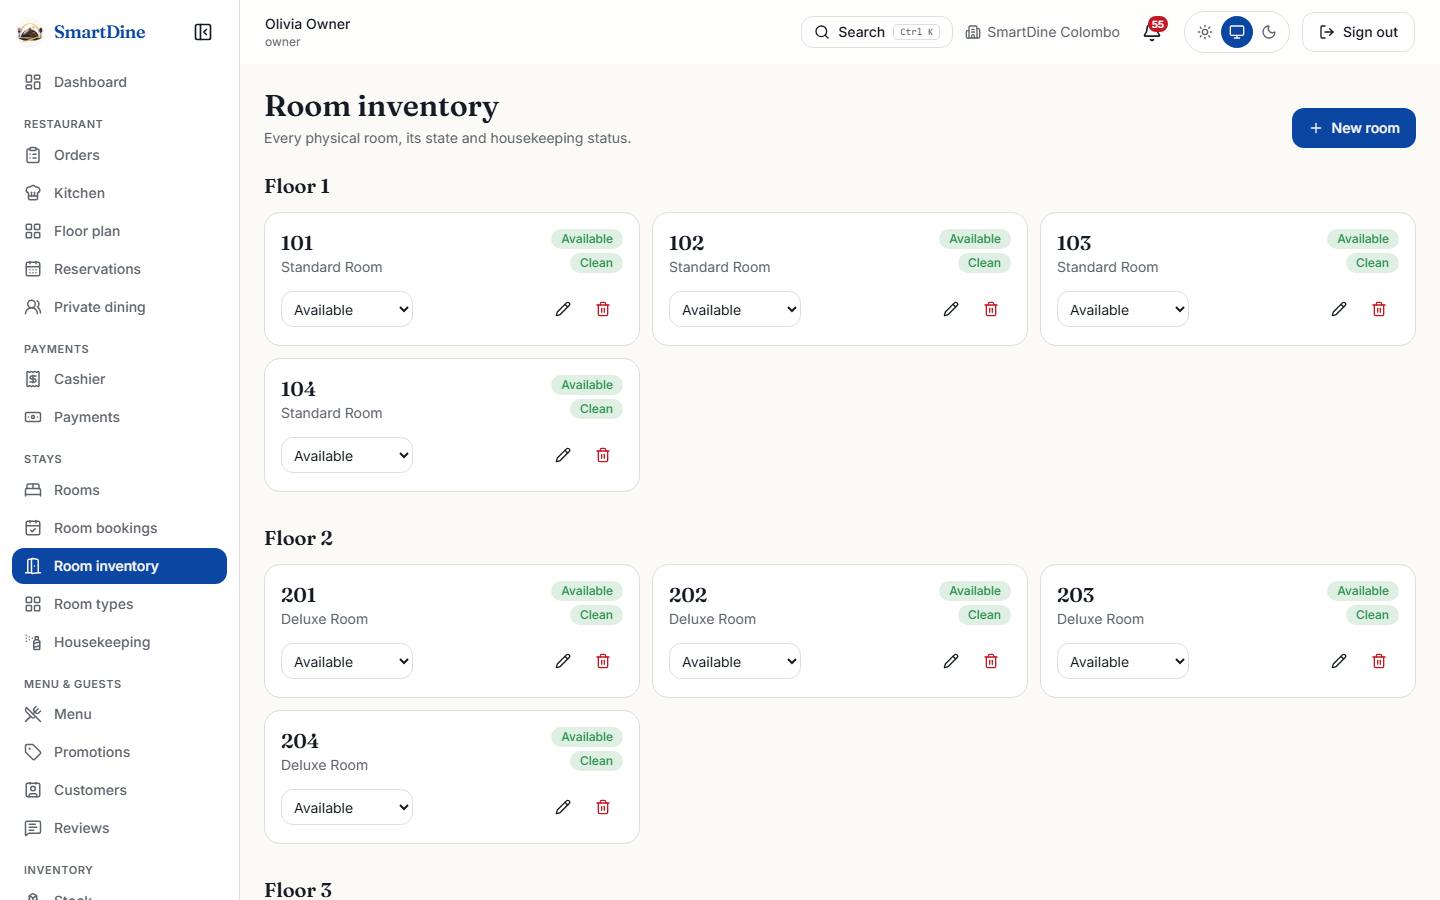 SmartDine
Dashboard
RESTAURANT
Orders
Kitchen
Floor plan
Reservations
Private dining
PAYMENTS
Cashier
Payments
STAYS
Rooms
Room bookings
Room inventory
Room types
Housekeeping
MENU & GUESTS
Menu
Promotions
Customers
Reviews
INVENTORY
Stock
Olivia Owner
owner
Search Ctrl K
SmartDine Colombo
55
Sign out
Room inventory
Every physical room, its state and housekeeping status.
New room
Floor 1
101
Standard Room
Available
Clean
Available
102
Standard Room
Available
Clean
Available
103
Standard Room
Available
Clean
Available
104
Standard Room
Available
Clean
Available
Floor 2
201
Deluxe Room
Available
Clean
Available
202
Deluxe Room
Available
Clean
Available
203
Deluxe Room
Available
Clean
Available
204
Deluxe Room
Available
Clean
Available
Floor 3